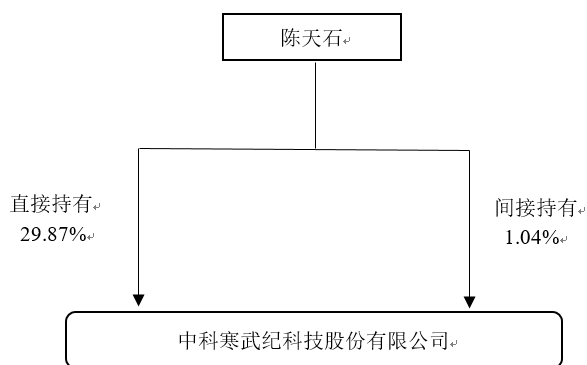 陈天石
直接持有
29.87%
间接持有
1.04%
中科寒武纪科技股份有限公司